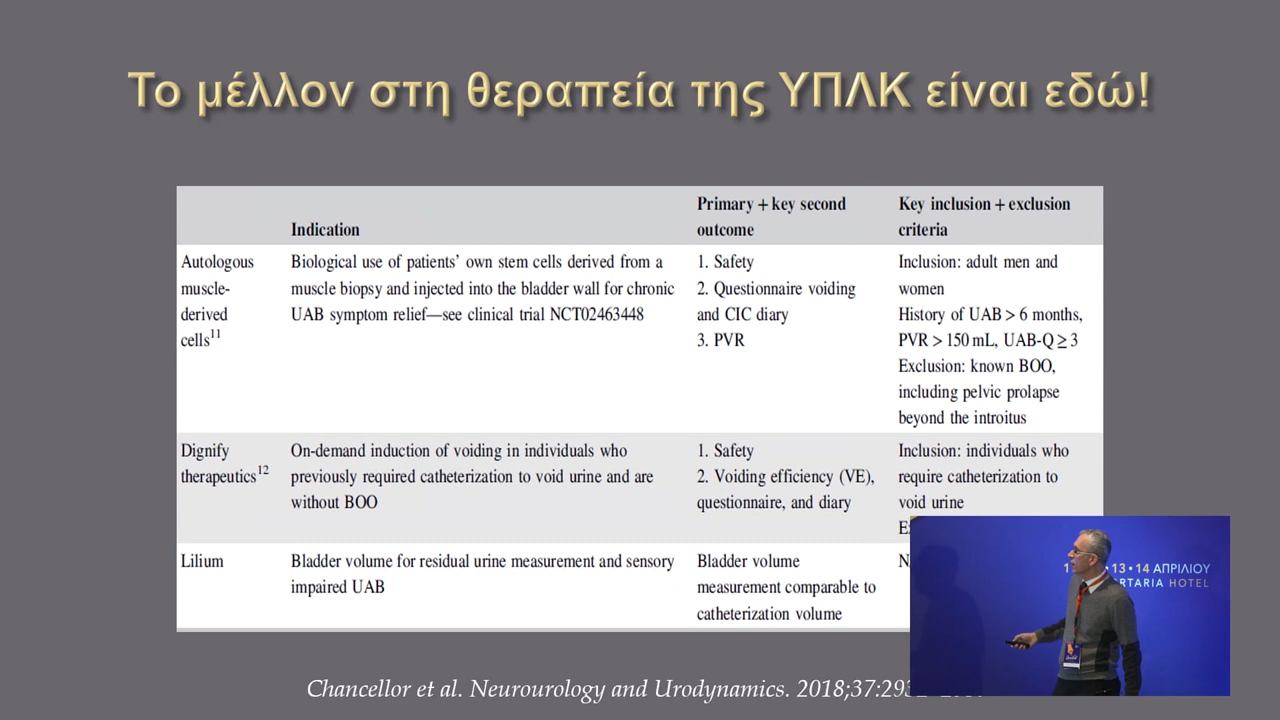 Το μέλλον στη θεραπεία της ΥΠΛΚ είναι εδώ!
Primary + key second Key inclusion + exclusion
Indication outcome criteria
Autologous Biological use of patients' own stem cells derived from a 1. Safety Inclusion: adult men and
muscle- muscle biopsy and injected into the bladder wall for chronic 2. Questionnaire voiding women
derived UAB symptom relief—see clinical trial NCT02463448 and CIC diary History of UAB > 6 months,
cells11 3. PVR PVR > 150 mL, UAB-Q ≥ 3
Exclusion: known BOO,
including pelvic prolapse
beyond the introitus
Dignify On-demand induction of voiding in individuals who 1. Safety Inclusion: individuals who
therapeutics12 previously required catheterization to void urine and are 2. Voiding efficiency (VE), require catheterization to
without BOO questionnaire, and diary void urine
Lilium Bladder volume for residual urine measurement and sensory Bladder volume
impaired UAB measurement comparable to
catheterization volume
13 • 14 ΑΠΡΙΛΙΟΥ
HOTEL
Chancellor et al. Neurourology and Urodynamics. 2018;37: